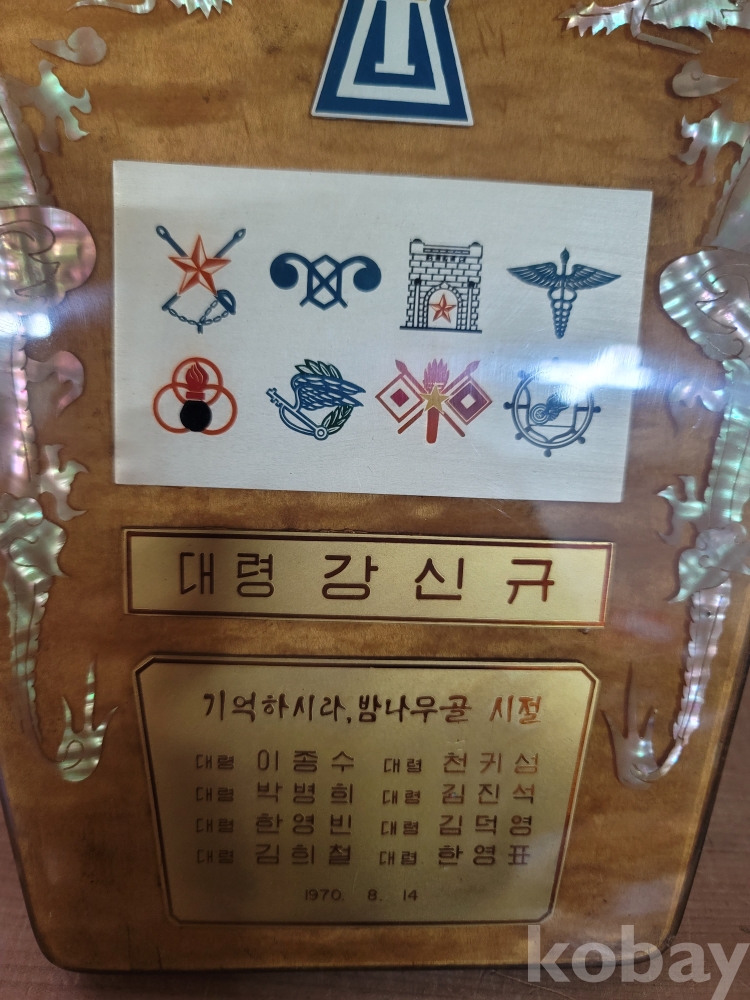 대령 강신규
기억하시라, 밤나무골 시절
대령 이종수 대령 천귀성
대령 박병희 대령 김진석
대령 한영빈 대령 김덕영
대령 김희철 대령 한영표
1970. 8. 14
kobay